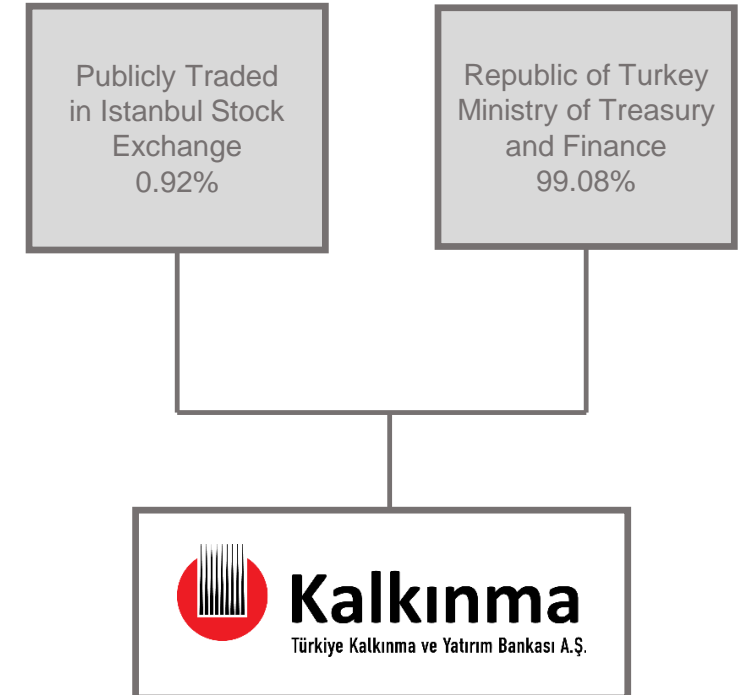 Publicly Traded
in Istanbul Stock
Exchange
0.92%
Republic of Turkey
Ministry of Treasury
and Finance
99.08%
Kalkınma
Türkiye Kalkınma ve Yatırım Bankası A.Ş.